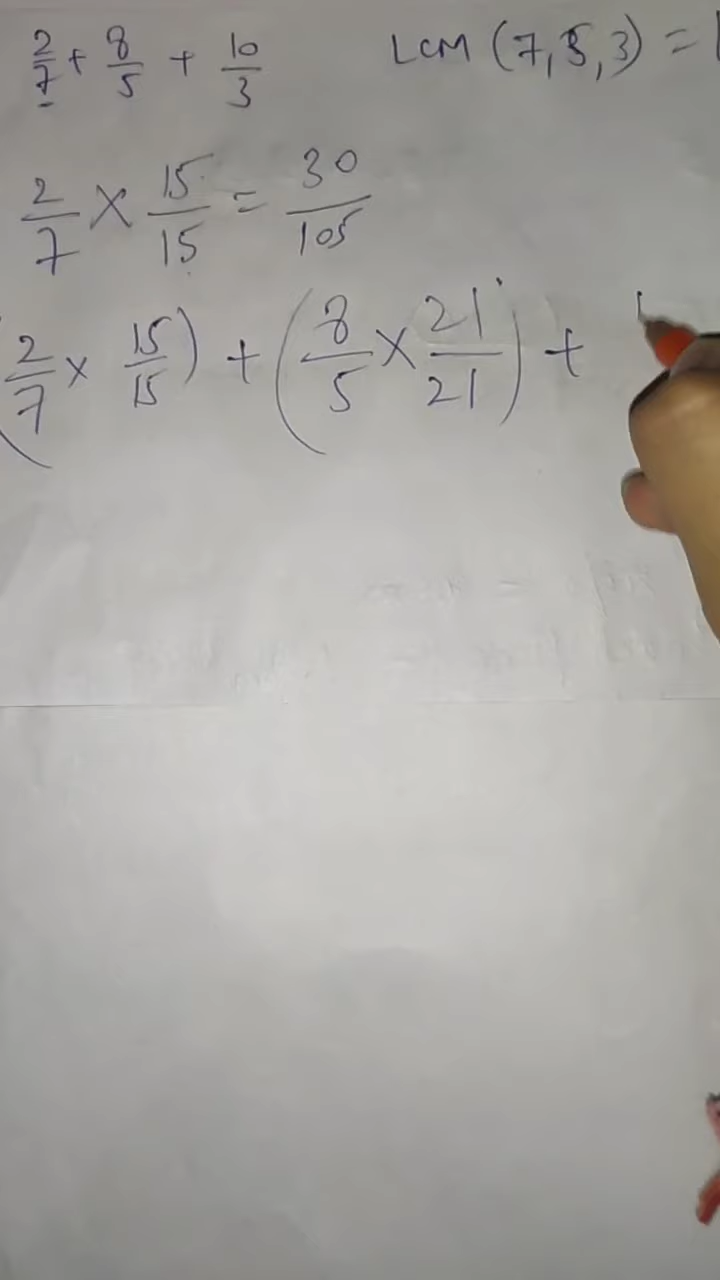 2/7 + 8/5 + 10/3 LCM (7,5,3) = 1
2/7 × 15/15 = 30/105
(2/7 × 15/15) + (8/5 × 21/21) +